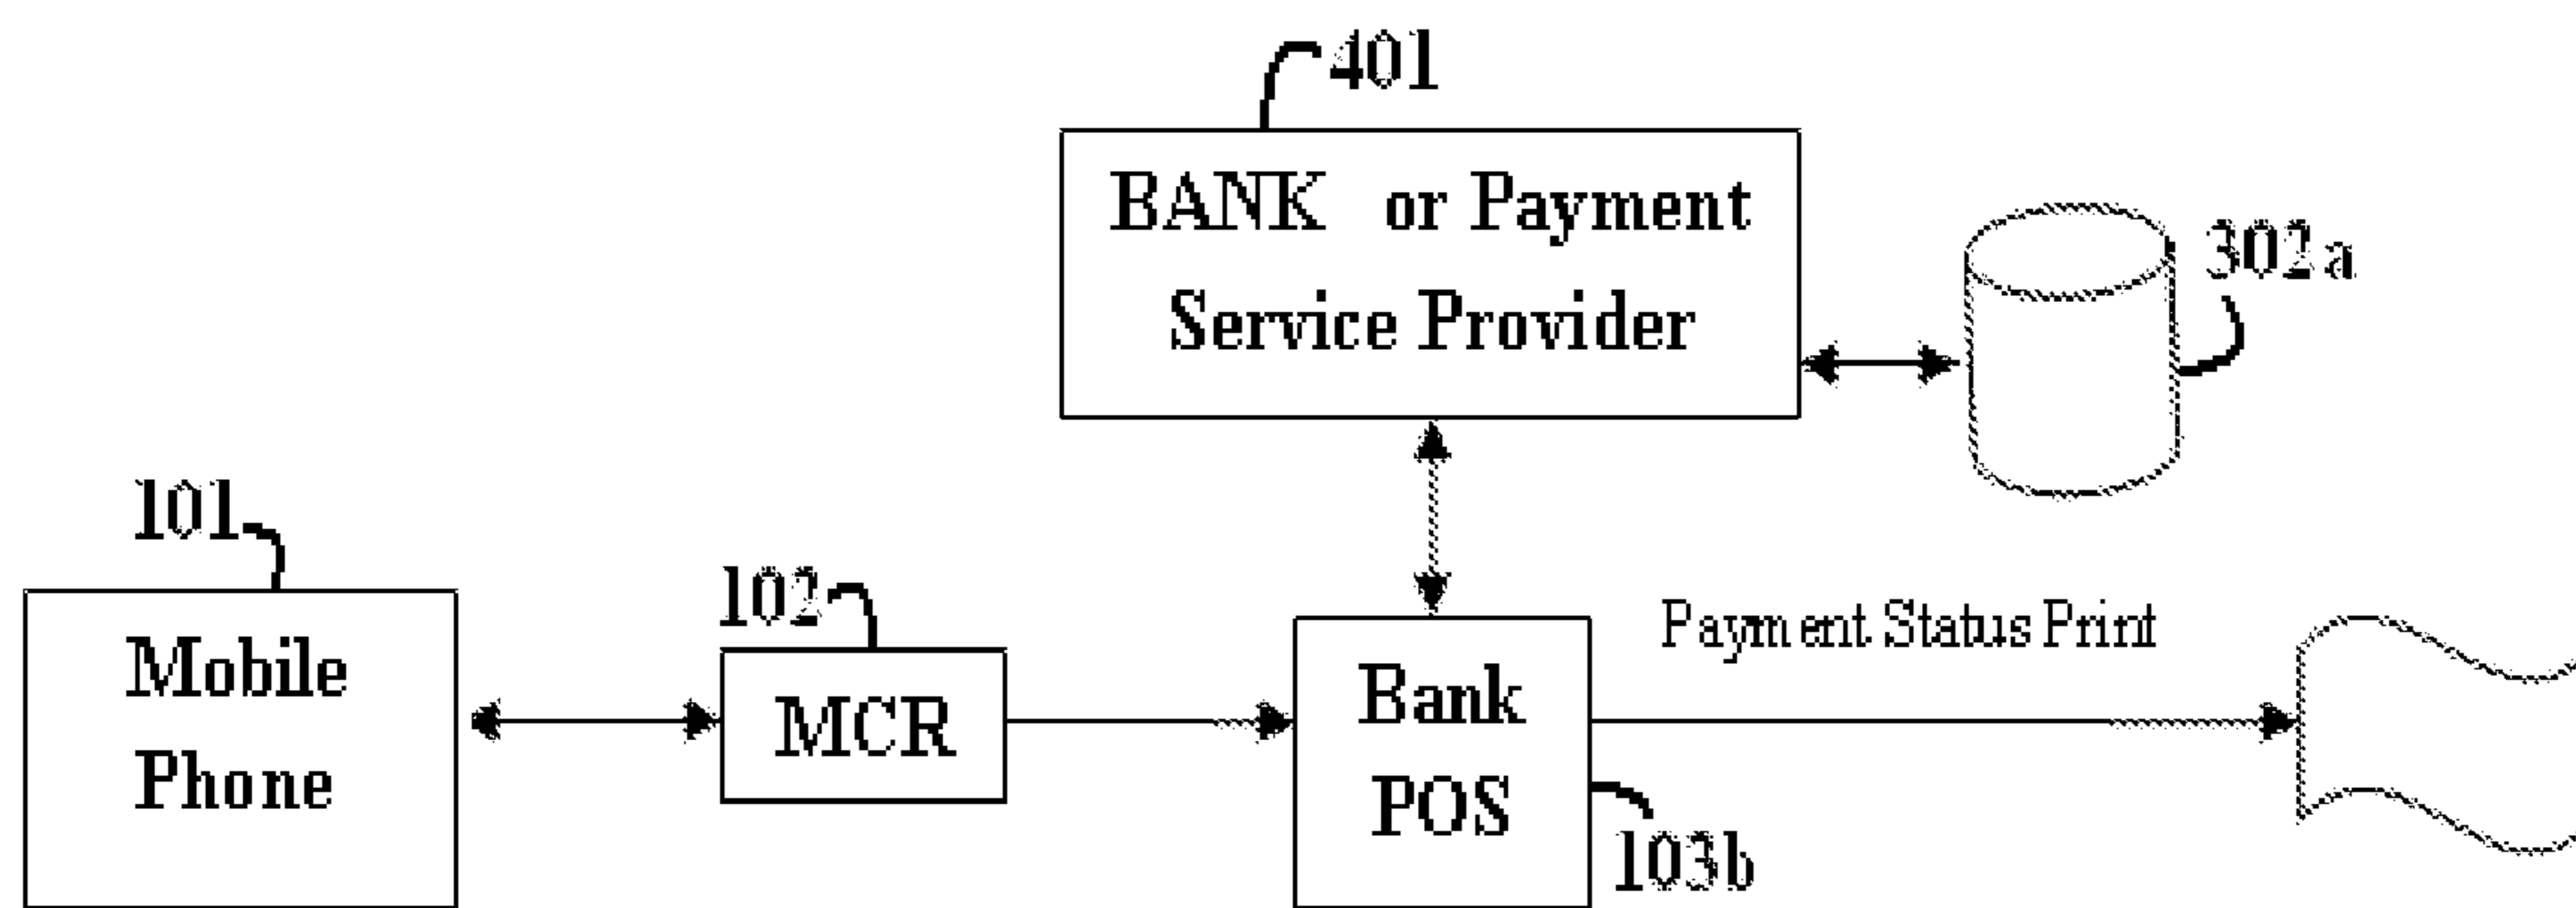 401
BANK or Payment
Service Provider
302a
101
Mobile
Phone
102
MCR
Bank
POS
103b
Payment Status Print